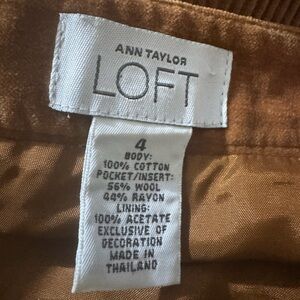 ANN TAYLOR
LOFT
4
BODY:
100% COTTON
POCKET/INSERT:
56% WOOL
44% RAYON
LINING:
100% ACETATE
EXCLUSIVE OF
DECORATION
MADE IN
THAILAND